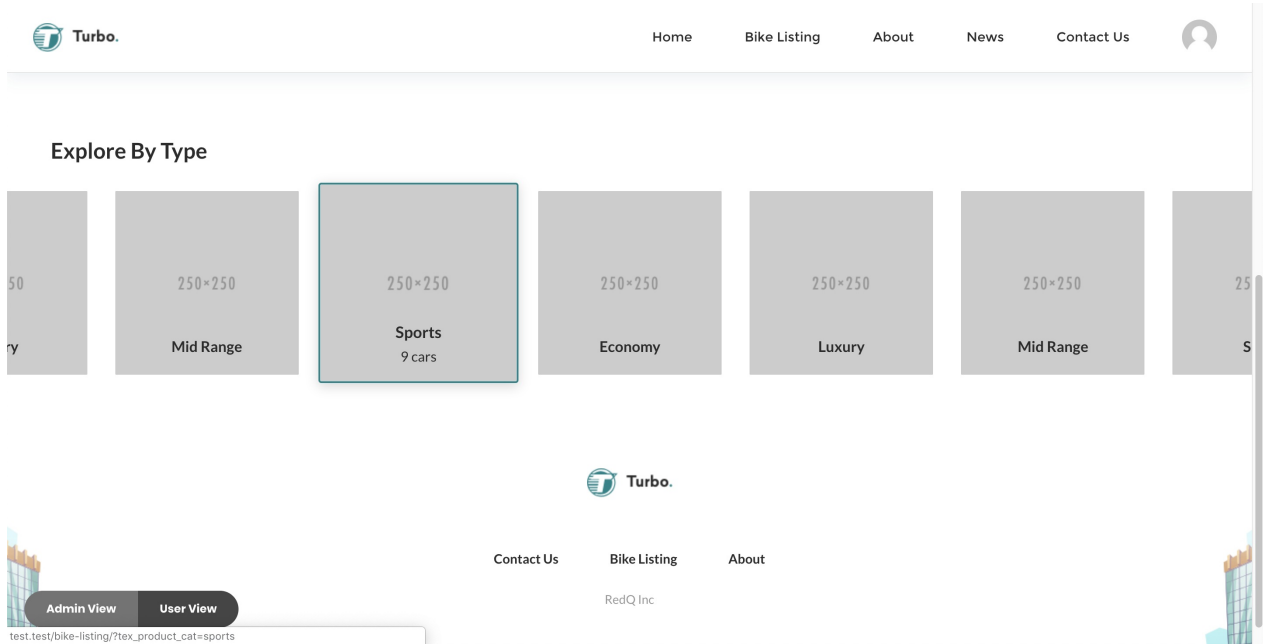 Turbo.
Home Bike Listing About News Contact Us
Explore By Type
50 250×250 250×250 250×250 250×250 250×250 25
ry Mid Range Sports Economy Luxury Mid Range S
9 cars
Turbo.
Contact Us Bike Listing About
RedQ Inc
Admin View User View
test.test/bike-listing/?tex_product_cat=sports